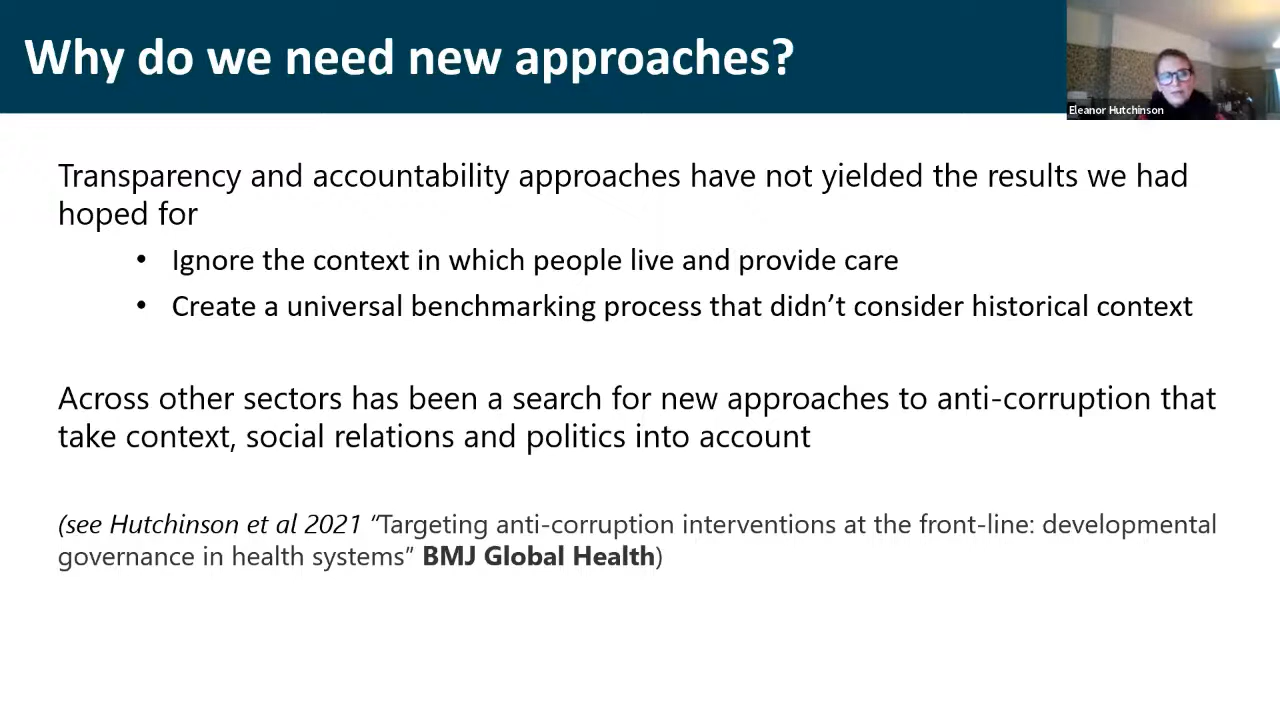 Why do we need new approaches?
Eleanor Hutchinson
Transparency and accountability approaches have not yielded the results we had
hoped for
• Ignore the context in which people live and provide care
• Create a universal benchmarking process that didn’t consider historical context
Across other sectors has been a search for new approaches to anti-corruption that
take context, social relations and politics into account
(see Hutchinson et al 2021 “Targeting anti-corruption interventions at the front-line: developmental
governance in health systems” BMJ Global Health)